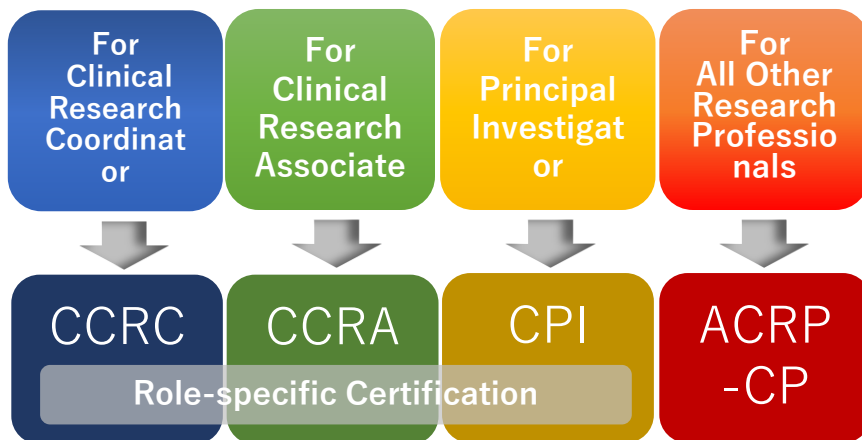 For
Clinical
Research
Coordinat
or
For
Clinical
Research
Associate
For
Principal
Investigat
or
For
All Other
Research
Professio
nals
CCRC
CCRA
CPI
ACRP
-CP
Role-specific Certification